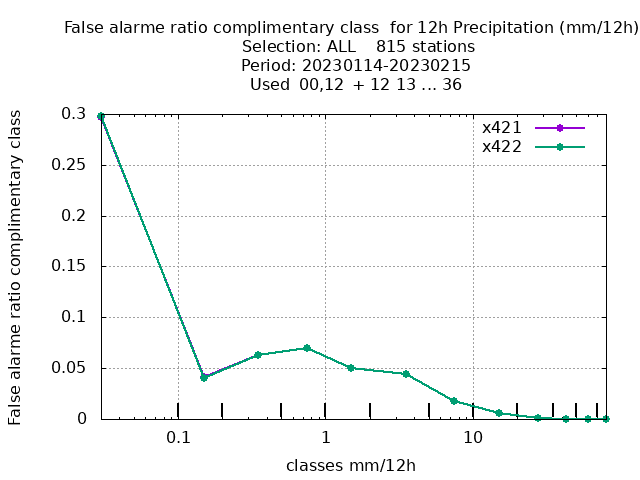 False alarme ratio complimentary class  for 12h Precipitation (mm/12h)
Selection: ALL    815 stations
Period: 20230114-20230215
Used  00,12  + 12 13 ... 36
False alarme ratio complimentary class
0.3
0.25
0.2
0.15
0.1
0.05
0
x421
x422
0.1
1
10
classes mm/12h